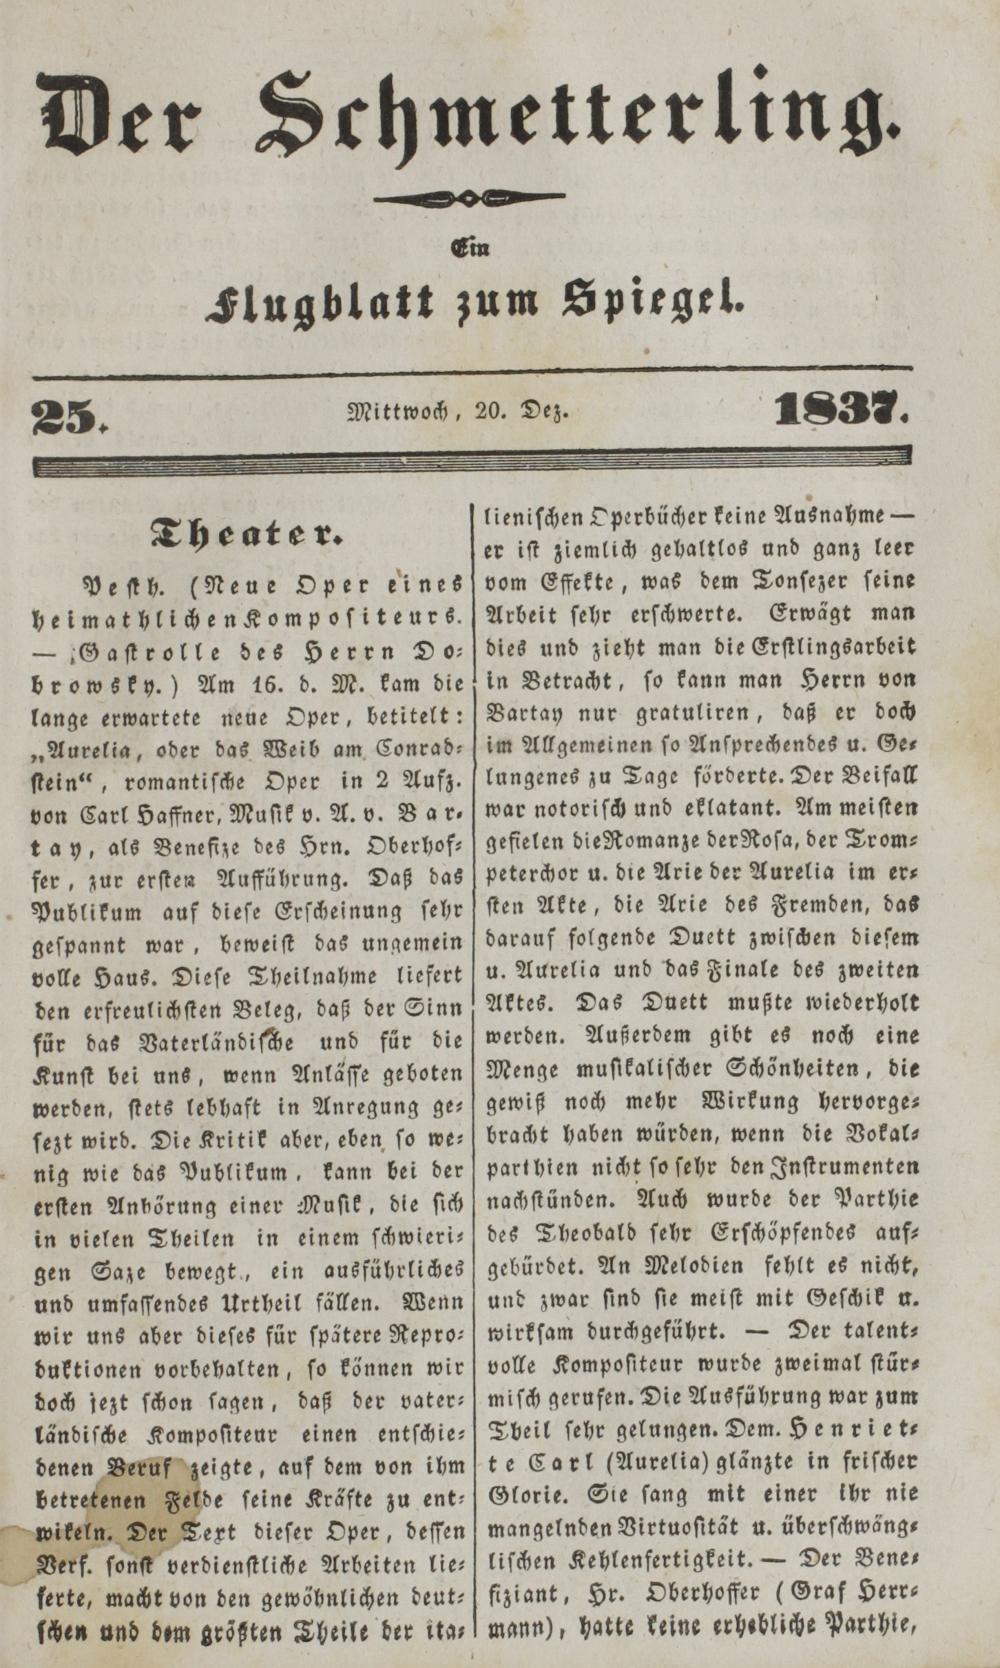 Der Schmetterling.
Ein
Flugblatt zum Spiegel.
25.
Mittwoch, 20. Dez.
1837.
Theater.
Pesth. (Neue Oper eines
heimathlichen Kompositeurs.
— Gastrolle des Herrn Do-
browsky.) Am 16. d. M. kam die
lange erwartete neue Oper, betitelt:
„Aurelia, oder das Weib am Conrad-
stein“, romantische Oper in 2 Aufz.
von Carl Haffner, Musik v. A. v. Bar-
tay, als Benefize des Hrn. Oberhof-
fer, zur ersten Aufführung. Daß das
Publikum auf diese Erscheinung sehr
gespannt war, beweist das ungemein
volle Haus. Diese Theilnahme liefert
den erfreulichsten Beleg, daß der Sinn
für das Vaterländische und für die
Kunst bei uns, wenn Anlässe geboten
werden, stets lebhaft in Anregung ge-
sezt wird. Die Kritik aber, eben so we-
nig wie das Publikum, kann bei der
ersten Anhörung einer Musik, die sich
in vielen Theilen in einem schwieri-
gen Saze bewegt, ein ausführliches
und umfassendes Urtheil fällen. Wenn
wir uns aber dieses für spätere Repro-
duktionen vorbehalten, so können wir
doch jezt schon sagen, daß der vater-
ländische Kompositeur einen entschie-
denen Beruf zeigte, auf dem von ihm
betretenen Felde seine Kräfte zu ent-
wikeln. Der Text dieser Oper, dessen
Verf. sonst verdienstliche Arbeiten lie-
ferte, macht von den gewöhnlichen deut-
schen und dem größten Theile der ita-
lienischen Operbücher keine Ausnahme —
er ist ziemlich gehaltlos und ganz leer
vom Effekte, was dem Tonsezer seine
Arbeit sehr erschwerte. Erwägt man
dies und zieht man die Erstlingsarbeit
in Betracht, so kann man Herrn von
Bartay nur gratuliren, daß er doch
im Allgemeinen so Ansprechendes u. Ge-
lungenes zu Tage förderte. Der Beifall
war notorisch und eklatant. Am meisten
gefielen die Romanze der Rosa, der Trom-
peterchor u. die Arie der Aurelia im er-
sten Akte, die Arie des Fremden, das
darauf folgende Duett zwischen diesem
u. Aurelia und das Finale des zweiten
Aktes. Das Duett mußte wiederholt
werden. Außerdem gibt es noch eine
Menge musikalischer Schönheiten, die
gewiß noch mehr Wirkung hervorge-
bracht haben würden, wenn die Vokal-
parthien nicht so sehr den Instrumenten
nachstünden. Auch wurde der Parthie
des Theobald sehr Erschöpfendes auf-
gebürdet. An Melodien fehlt es nicht,
und zwar sind sie meist mit Geschik u.
wirksam durchgeführt. — Der talent-
volle Kompositeur wurde zweimal stür-
misch gerufen. Die Ausführung war zum
Theil sehr gelungen. Dem. Henriet-
te Carl (Aurelia) glänzte in frischer
Glorie. Sie sang mit einer ihr nie
mangelnden Virtuosität u. überschwäng-
lischen Kehlenfertigkeit. — Der Bene-
fiziant, Hr. Oberhoffer (Graf Herr-
mann), hatte keine erhebliche Parthie,